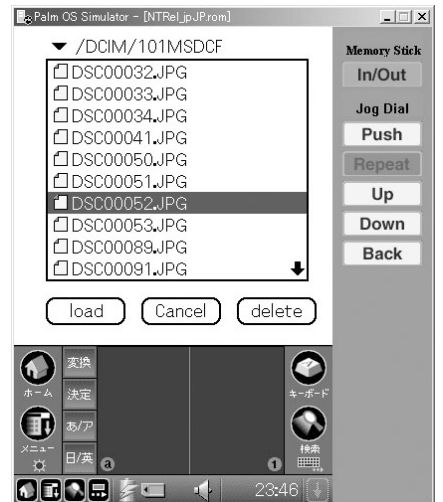 Palm OS Simulator - [NTRel_jpJP.rom]
/DCIM/101MSDCF
DSC00032.JPG
DSC00033.JPG
DSC00034.JPG
DSC00041.JPG
DSC00050.JPG
DSC00051.JPG
DSC00052.JPG
DSC00053.JPG
DSC00089.JPG
DSC00091.JPG
load
Cancel
delete
Memory Stick
In/Out
Jog Dial
Push
Repeat
Up
Down
Back
変換
ホーム
決定
キーボード
あ/ア
メニュー
日/英
a
1
検索
23:46